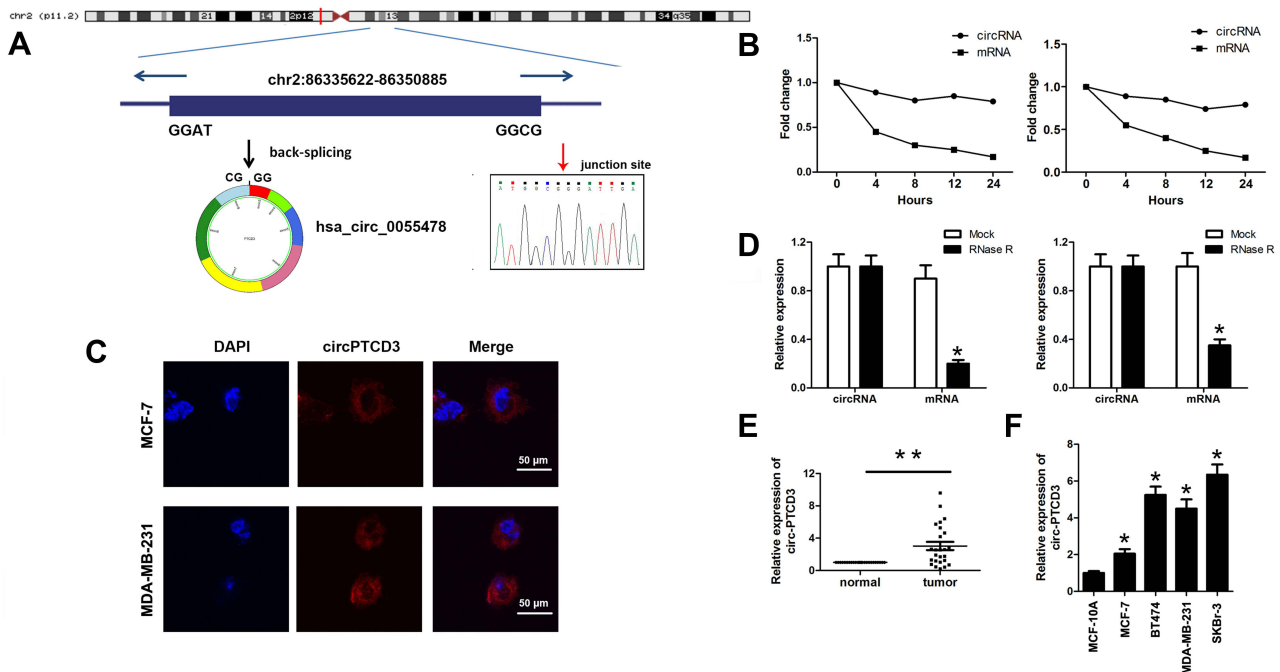 chr2 (p11.2) 21 14 2p12 13 34 q35
A
chr2:86335622-86350885
GGAT GGCG
back-splicing
junction site
CG GG
A T G G C G G G A T T G A
hsa_circ_0055478
B
circRNA
mRNA
Fold change
1.5
1.0
0.5
0.0
0 4 8 12 24
Hours
circRNA
mRNA
Fold change
1.5
1.0
0.5
0.0
0 4 8 12 24
Hours
C
DAPI circPTCD3 Merge
MCF-7
50 µm
MDA-MB-231
50 µm
D
Mock
RNase R
Relative expression
1.2
0.8
0.4
0.0
*
circRNA mRNA
Mock
RNase R
Relative expression
1.2
0.8
0.4
0.0
*
circRNA mRNA
E
Relative expression of
circ-PTCD3
12
8
4
0
* *
normal tumor
F
Relative expression of
circ-PTCD3
8
6
4
2
0
* * * *
MCF-10A
MCF-7
BT474
MDA-MB-231
SKBr-3